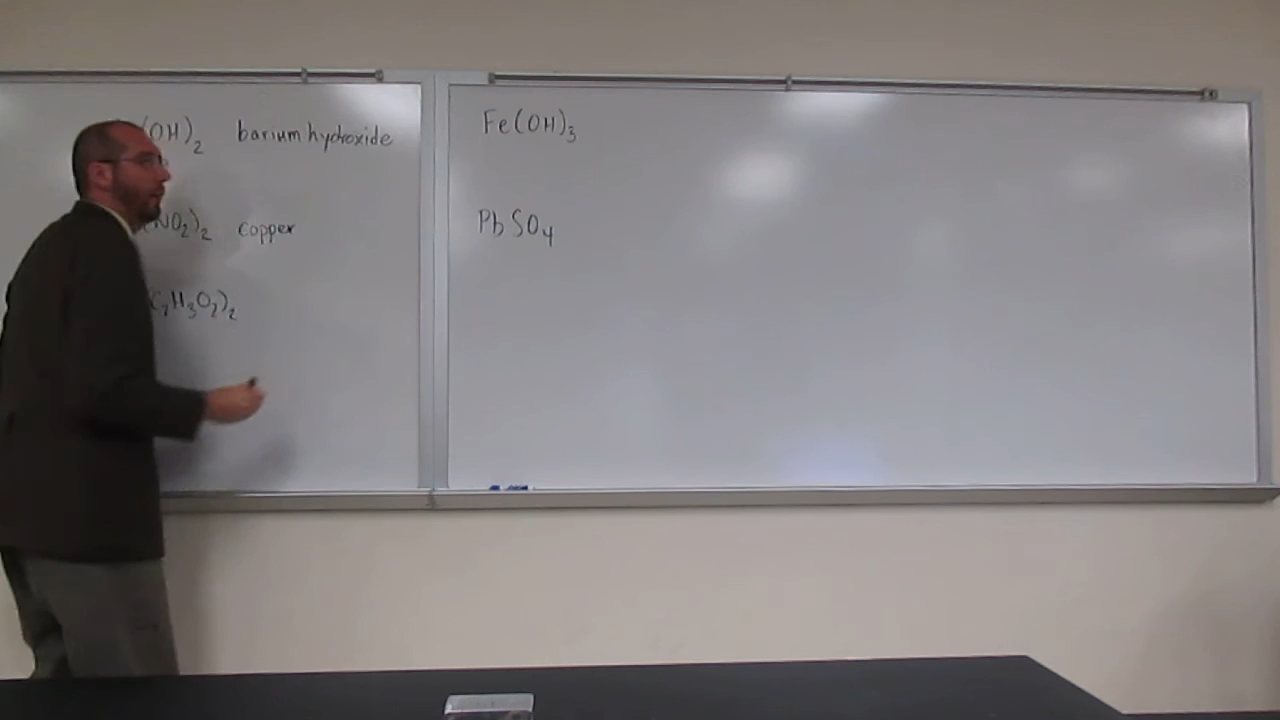 (OH)₂ barium hydroxide
(NO₂)₂ copper
C₂H₃O₂)₂
Fe(OH)₃
PbSO₄